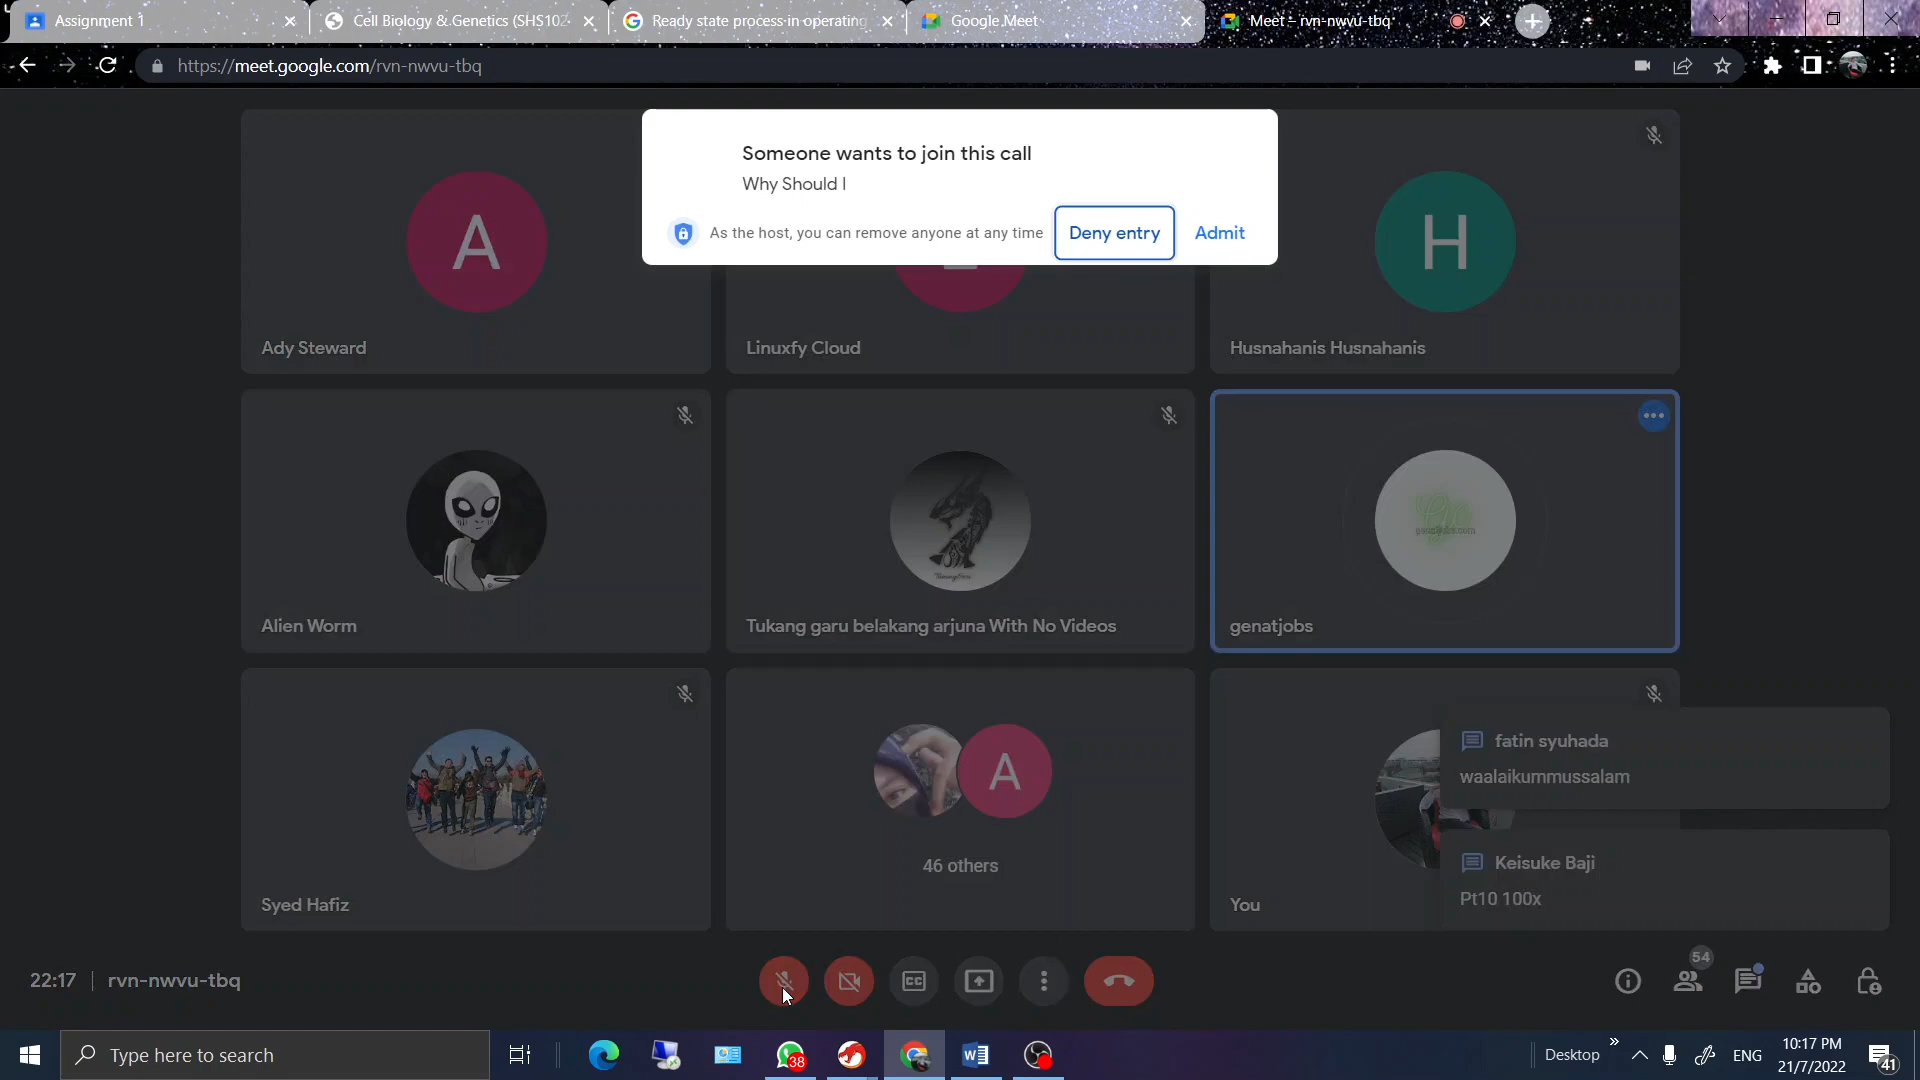 Assignment 1
Cell Biology & Genetics (SHS102
Ready state process in operating
Google Meet
Meet – rvn-nwvu-tbq
https://meet.google.com/rvn-nwvu-tbq
Someone wants to join this call
Why Should I
As the host, you can remove anyone at any time
Deny entry
Admit
A
H
Ady Steward
Linuxfy Cloud
Husnahanis Husnahanis
Alien Worm
Tukang garu belakang arjuna With No Videos
genatjobs
A
46 others
Syed Hafiz
You
fatin syuhada
waalaikummussalam
Keisuke Baji
Pt10 100x
22:17
rvn-nwvu-tbq
CC
54
Type here to search
38
Desktop
ENG
10:17 PM
21/7/2022
41